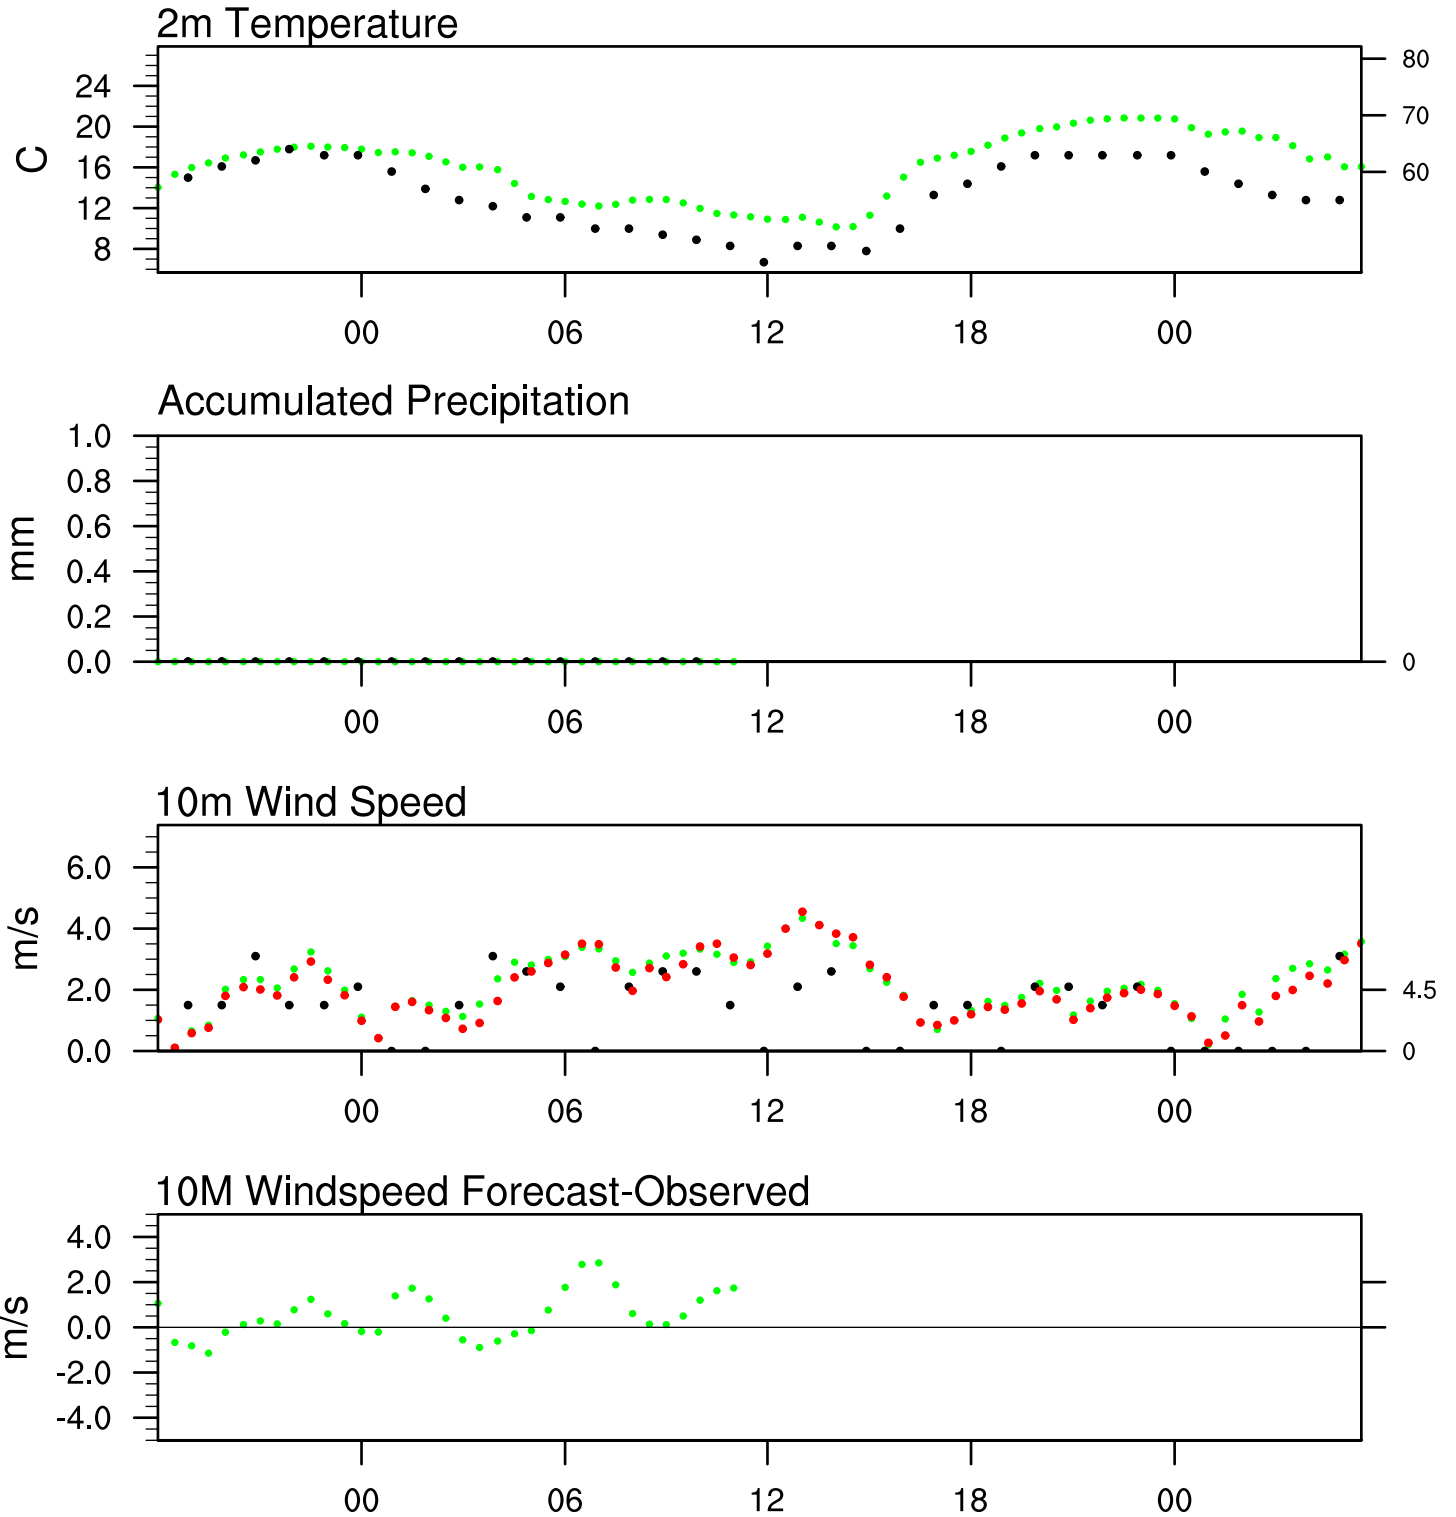 2m Temperature
24
20
16
12
8
C
80
70
60
00 06 12 18 00
Accumulated Precipitation
1.0
0.8
0.6
0.4
0.2
0.0
mm
0
00 06 12 18 00
10m Wind Speed
6.0
4.0
2.0
0.0
m/s
4.5
0
00 06 12 18 00
10M Windspeed Forecast-Observed
4.0
2.0
0.0
-2.0
-4.0
m/s
00 06 12 18 00